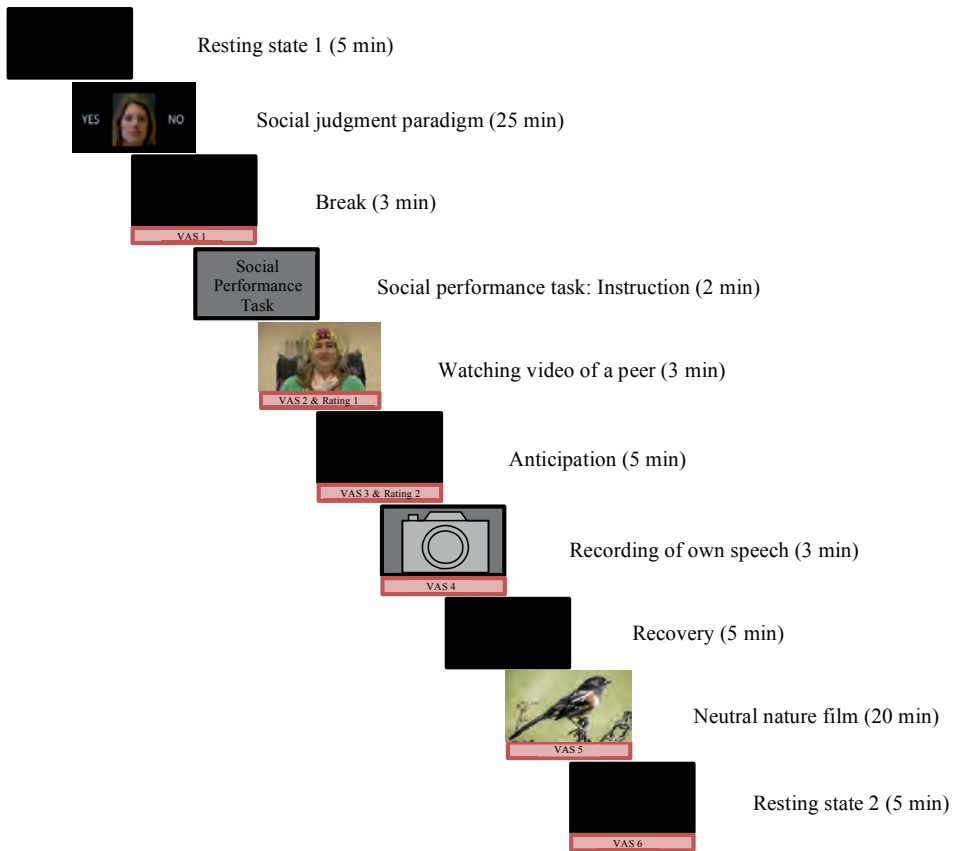 Resting state 1 (5 min)
YES NO
Social judgment paradigm (25 min)
Break (3 min)
VAS 1
Social
Performance
Task
Social performance task: Instruction (2 min)
Watching video of a peer (3 min)
VAS 2 & Rating 1
Anticipation (5 min)
VAS 3 & Rating 2
Recording of own speech (3 min)
VAS 4
Recovery (5 min)
Neutral nature film (20 min)
VAS 5
Resting state 2 (5 min)
VAS 6